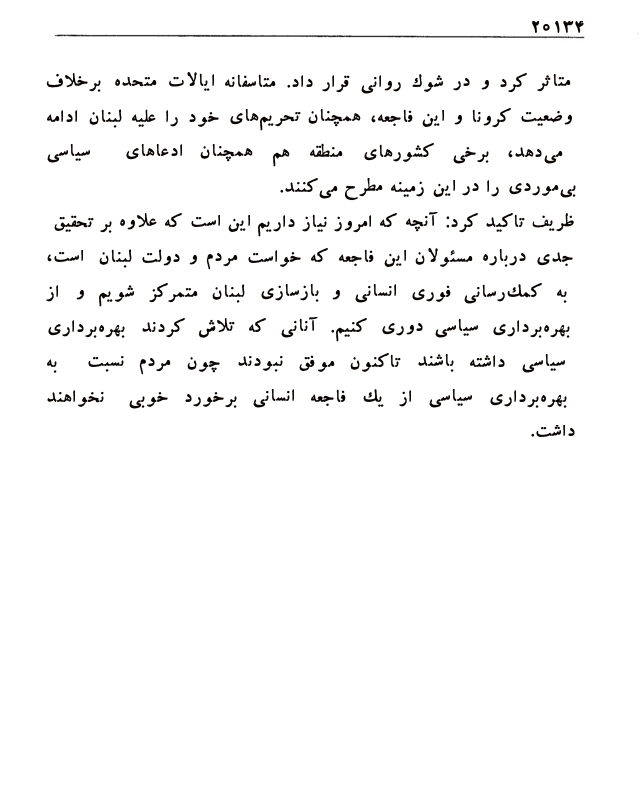 ۲۰۱۳۴
متاثر کرد و در شوك روانی قرار داد. متاسفانه ایالات متحده برخلاف
وضعیت کرونا و این فاجعه، همچنان تحریم‌های خود را علیه لبنان ادامه
می‌دهد، برخی کشورهای منطقه هم همچنان ادعاهای سیاسی
بی‌موردی را در این زمینه مطرح می‌کنند.
ظریف تاکید کرد: آنچه که امروز نیاز داریم این است که علاوه بر تحقیق
جدی درباره مسئولان این فاجعه که خواست مردم و دولت لبنان است،
به کمك‌رسانی فوری انسانی و بازسازی لبنان متمرکز شویم و از
بهره‌برداری سیاسی دوری کنیم. آنانی که تلاش کردند بهره‌برداری
سیاسی داشته باشند تاکنون موفق نبودند چون مردم نسبت به
بهره‌برداری سیاسی از یك فاجعه انسانی برخورد خوبی نخواهند
داشت.